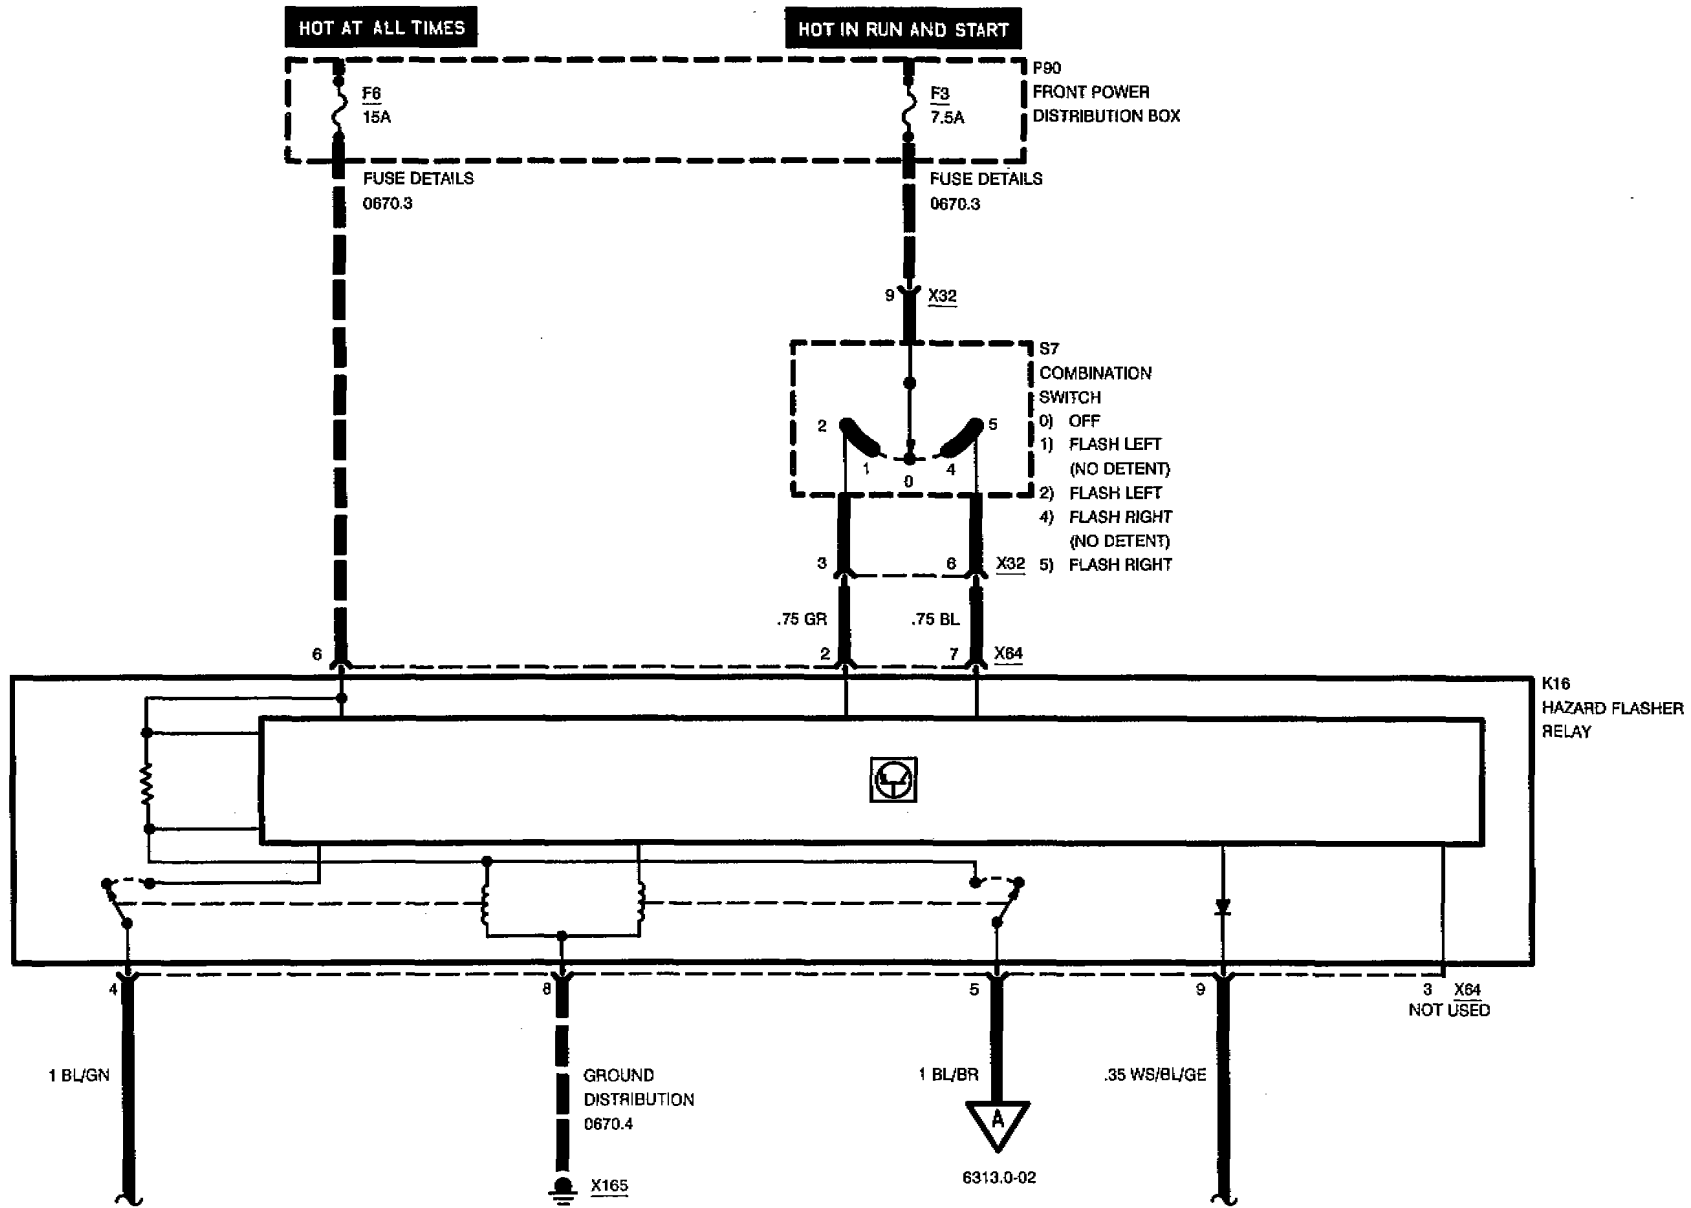 HOT AT ALL TIMES
HOT IN RUN AND START
P90
FRONT POWER
DISTRIBUTION BOX
F6
15A
F3
7.5A
FUSE DETAILS
0670.3
FUSE DETAILS
0670.3
9 X32
S7
COMBINATION
SWITCH
0) OFF
1) FLASH LEFT
(NO DETENT)
2) FLASH LEFT
4) FLASH RIGHT
(NO DETENT)
5) FLASH RIGHT
2 5
1 4
0
3 6 X32
.75 GR .75 BL
6 2 7 X64
K16
HAZARD FLASHER
RELAY
4 8 5 9 3 X64
NOT USED
1 BL/GN
GROUND
DISTRIBUTION
0670.4
1 BL/BR
.35 WS/BL/GE
A
6313.0-02
X165